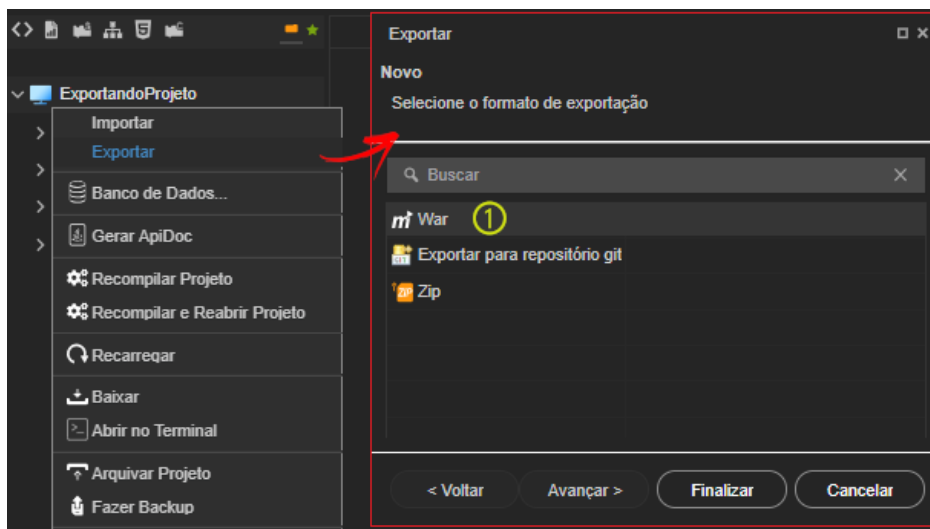 ExportandoProjeto
Importar
Exportar
Banco de Dados...
Gerar ApiDoc
Recompilar Projeto
Recompilar e Reabrir Projeto
Recarregar
Baixar
Abrir no Terminal
Arquivar Projeto
Fazer Backup
Exportar
Novo
Selecione o formato de exportação
Buscar
War 1
Exportar para repositório git
Zip
< Voltar Avançar > Finalizar Cancelar